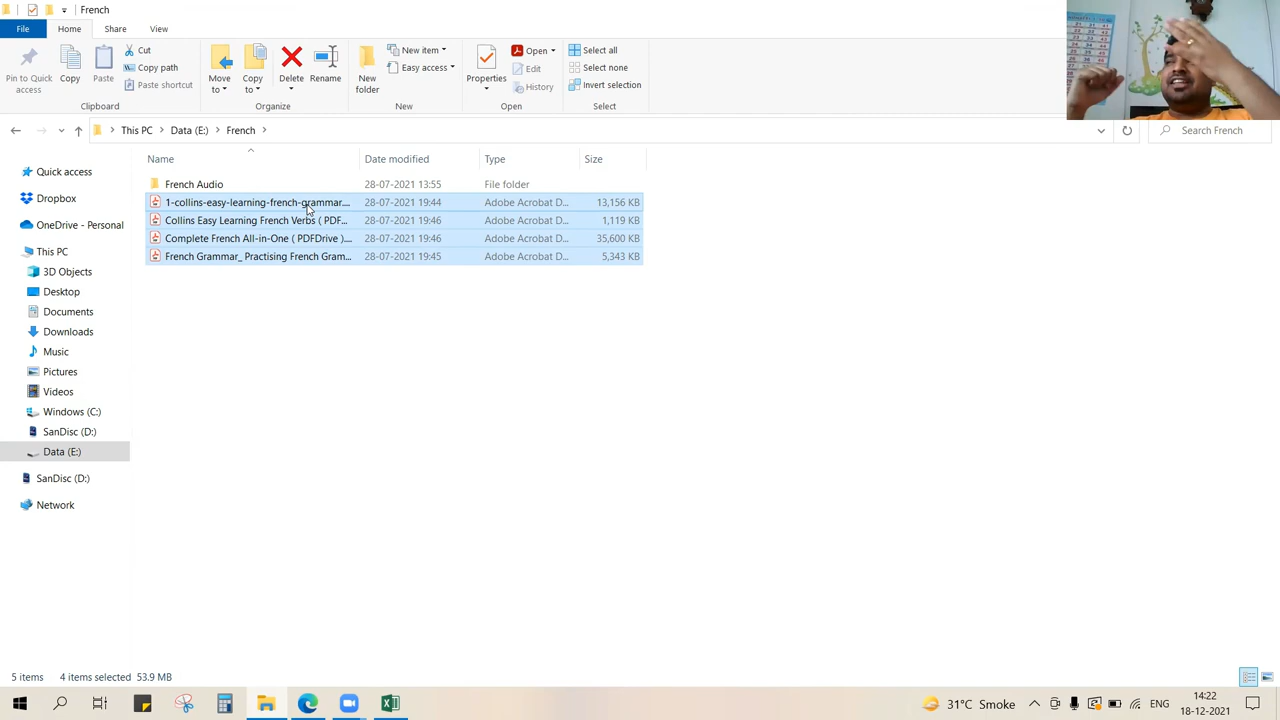 French
File
Home
Share
View
Pin to Quick access
Copy
Paste
Cut
Copy path
Paste shortcut
Clipboard
Move to
Copy to
Delete
Rename
Organize
New folder
New item
Easy access
New
Properties
Open
Edit
History
Open
Select all
Select none
Invert selection
Select
This PC
Data (E:)
French
Search French
Name
Date modified
Type
Size
French Audio 28-07-2021 13:55 File folder
1-collins-easy-learning-french-grammar.... 28-07-2021 19:44 Adobe Acrobat D... 13,156 KB
Collins Easy Learning French Verbs ( PDF... 28-07-2021 19:46 Adobe Acrobat D... 1,119 KB
Complete French All-in-One ( PDFDrive ).... 28-07-2021 19:46 Adobe Acrobat D... 35,600 KB
French Grammar_ Practising French Gram... 28-07-2021 19:45 Adobe Acrobat D... 5,343 KB
Quick access
Dropbox
OneDrive - Personal
This PC
3D Objects
Desktop
Documents
Downloads
Music
Pictures
Videos
Windows (C:)
SanDisc (D:)
Data (E:)
SanDisc (D:)
Network
5 items 4 items selected 53.9 MB
31°C Smoke
ENG
14:22
18-12-2021